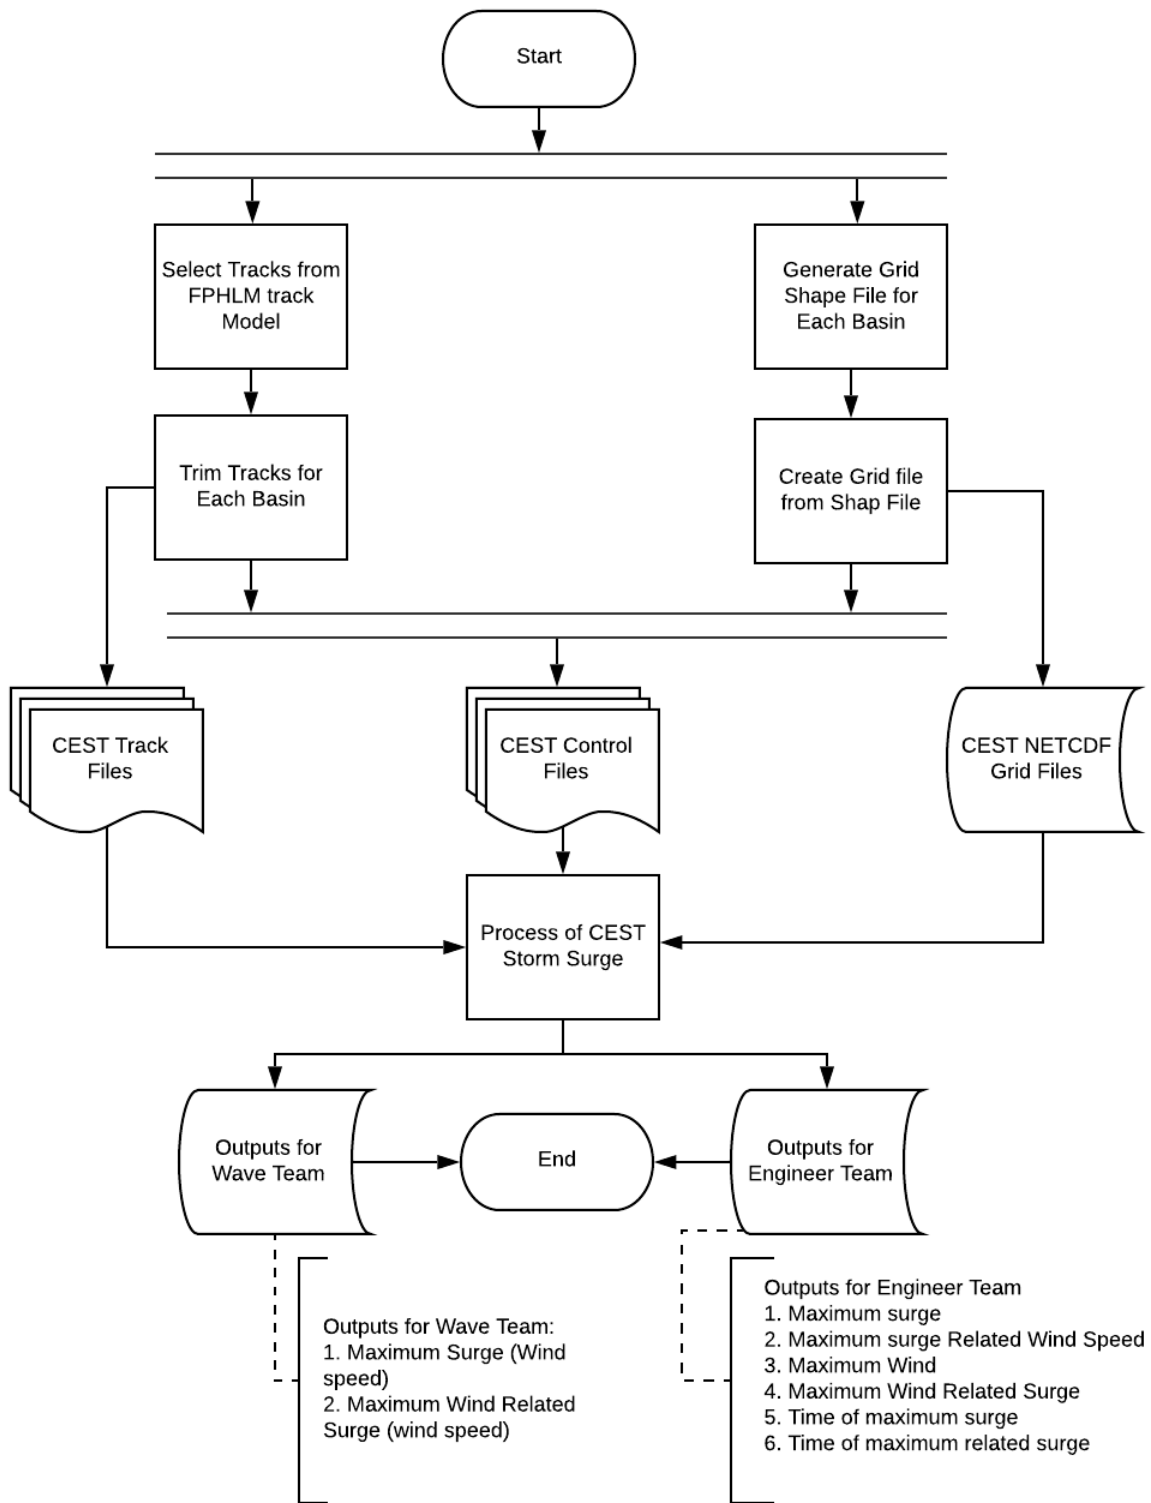 Start
Select Tracks from
FPHLM track
Model
Generate Grid
Shape File for
Each Basin
Trim Tracks for
Each Basin
Create Grid file
from Shap File
CEST Track
Files
CEST Control
Files
CEST NETCDF
Grid Files
Process of CEST
Storm Surge
Outputs for
Wave Team
End
Outputs for
Engineer Team
Outputs for Wave Team:
1. Maximum Surge (Wind
speed)
2. Maximum Wind Related
Surge (wind speed)
Outputs for Engineer Team
1. Maximum surge
2. Maximum surge Related Wind Speed
3. Maximum Wind
4. Maximum Wind Related Surge
5. Time of maximum surge
6. Time of maximum related surge